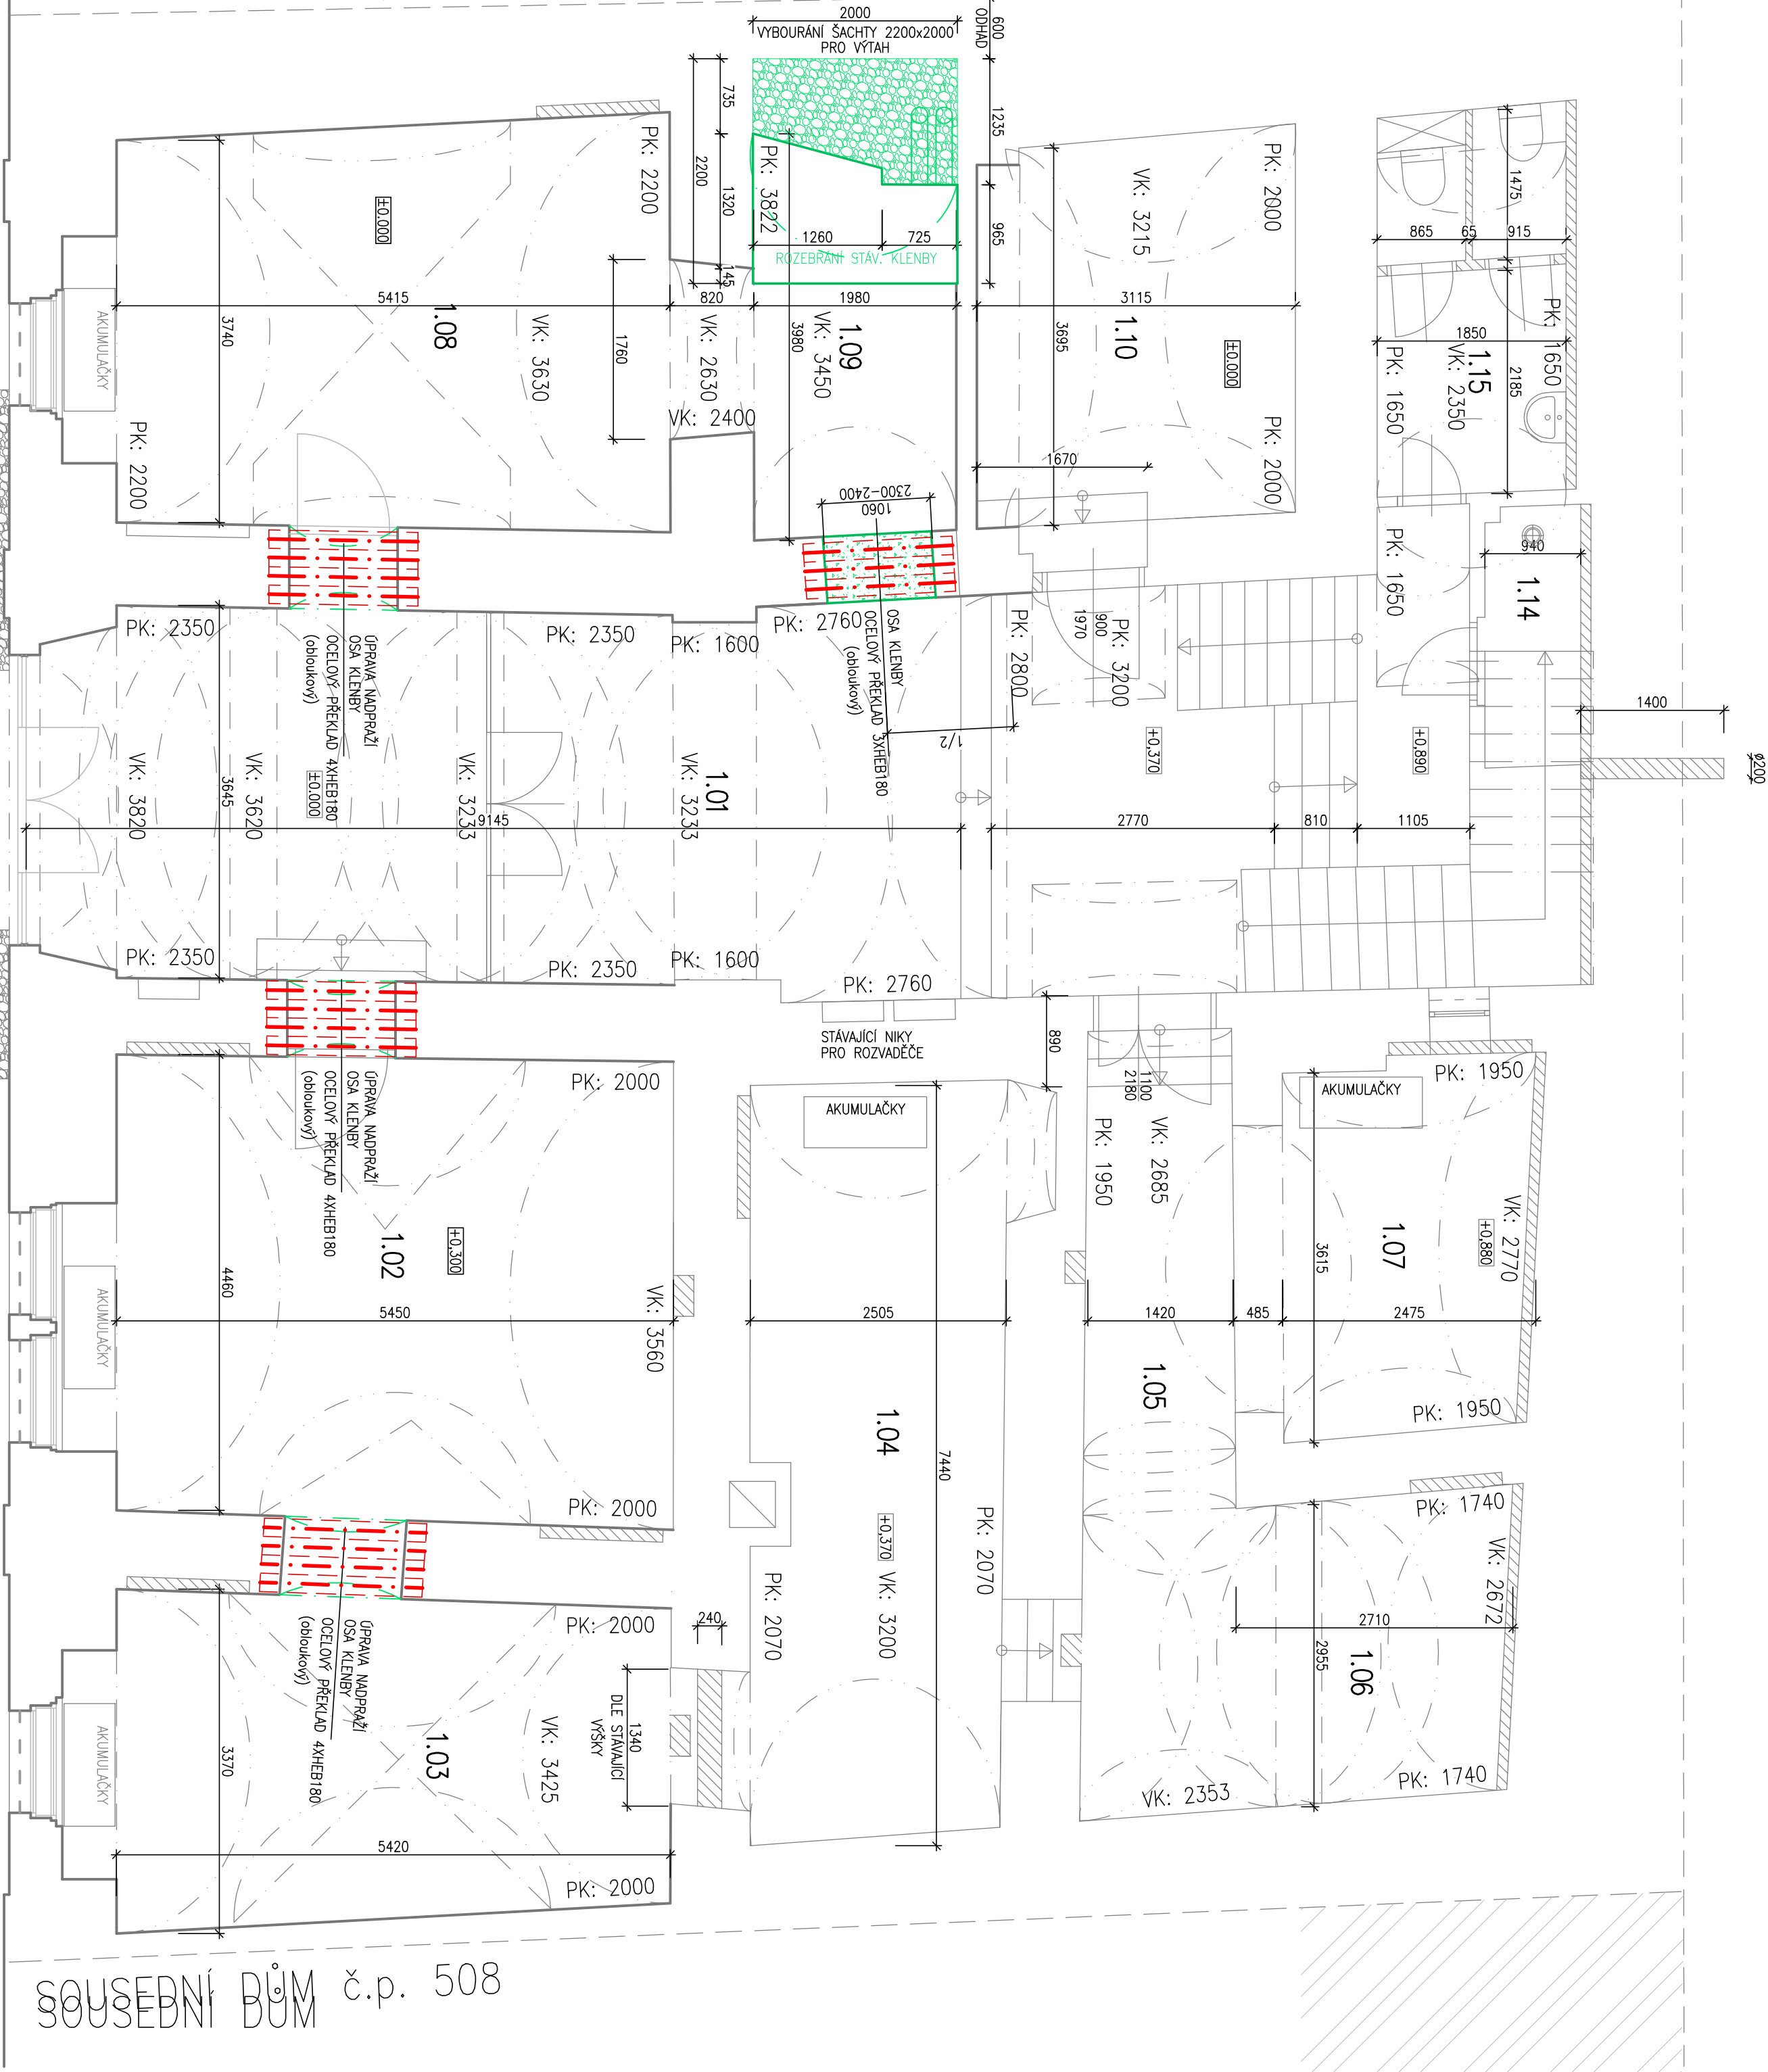 2000
VYBOURÁNÍ ŠACHTY 2200x2000
PRO VÝTAH
600
ODHAD
735
1320
2200
145
1235
965
PK: 3822
1260
725
ROZEBRÁNÍ STÁV. KLENBY
PK: 2200
±0.000
5415
3740
1.08
VK: 3630
AKUMULAČKY
PK: 2200
820
VK: 2630
1760
VK: 2400
1980
3980
1.09
VK: 3450
2300-2400
1060
PK: 2000
VK: 3215
3115
3695
1.10
±0.000
PK: 2000
1670
1475
865
65
915
PK: 1650
1850
1.15
VK: 2350
2185
PK: 1650
PK: 1650
940
1.14
1400
ø200
PK: 2350
ÚPRAVA NADPRAŽÍ
OSA KLENBY
OCELOVÝ PŘEKLAD 4XHEB180
(obloukový)
PK: 2350
PK: 1600
PK: 2760
OSA KLENBY
OCELOVÝ PŘEKLAD 3XHEB180
(obloukový)
PK: 2800
900
1970
PK: 3200
1/2
+0,370
+0,890
VK: 3820
3645
VK: 3620
±0.000
VK: 3233
VK: 3233
1.01
9145
2770
810
1105
PK: 2350
PK: 2350
PK: 1600
PK: 2760
STÁVAJÍCÍ NIKY
PRO ROZVADĚČE
890
1100
2180
ÚPRAVA NADPRAŽÍ
OSA KLENBY
OCELOVÝ PŘEKLAD 4XHEB180
(obloukový)
PK: 2000
AKUMULAČKY
PK: 1950
VK: 2685
AKUMULAČKY
PK: 1950
1.02
+0,300
4460
5450
VK: 3560
AKUMULAČKY
2505
1420
485
2475
3615
1.07
+0,880
VK: 2770
1.05
1.04
7440
PK: 1950
PK: 2000
+0,370
VK: 3200
PK: 2070
PK: 2070
PK: 1740
VK: 2672
2710
2955
1.06
PK: 1740
VK: 2353
ÚPRAVA NADPRAŽÍ
OSA KLENBY
OCELOVÝ PŘEKLAD 4XHEB180
(obloukový)
PK: 2000
240
1340
DLE STÁVAJÍCÍ
VÝŠKY
1.03
VK: 3425
3370
AKUMULAČKY
5420
PK: 2000
SOUSEDNÍ DŮM č.p. 508
SOUSEDNÍ DŮM